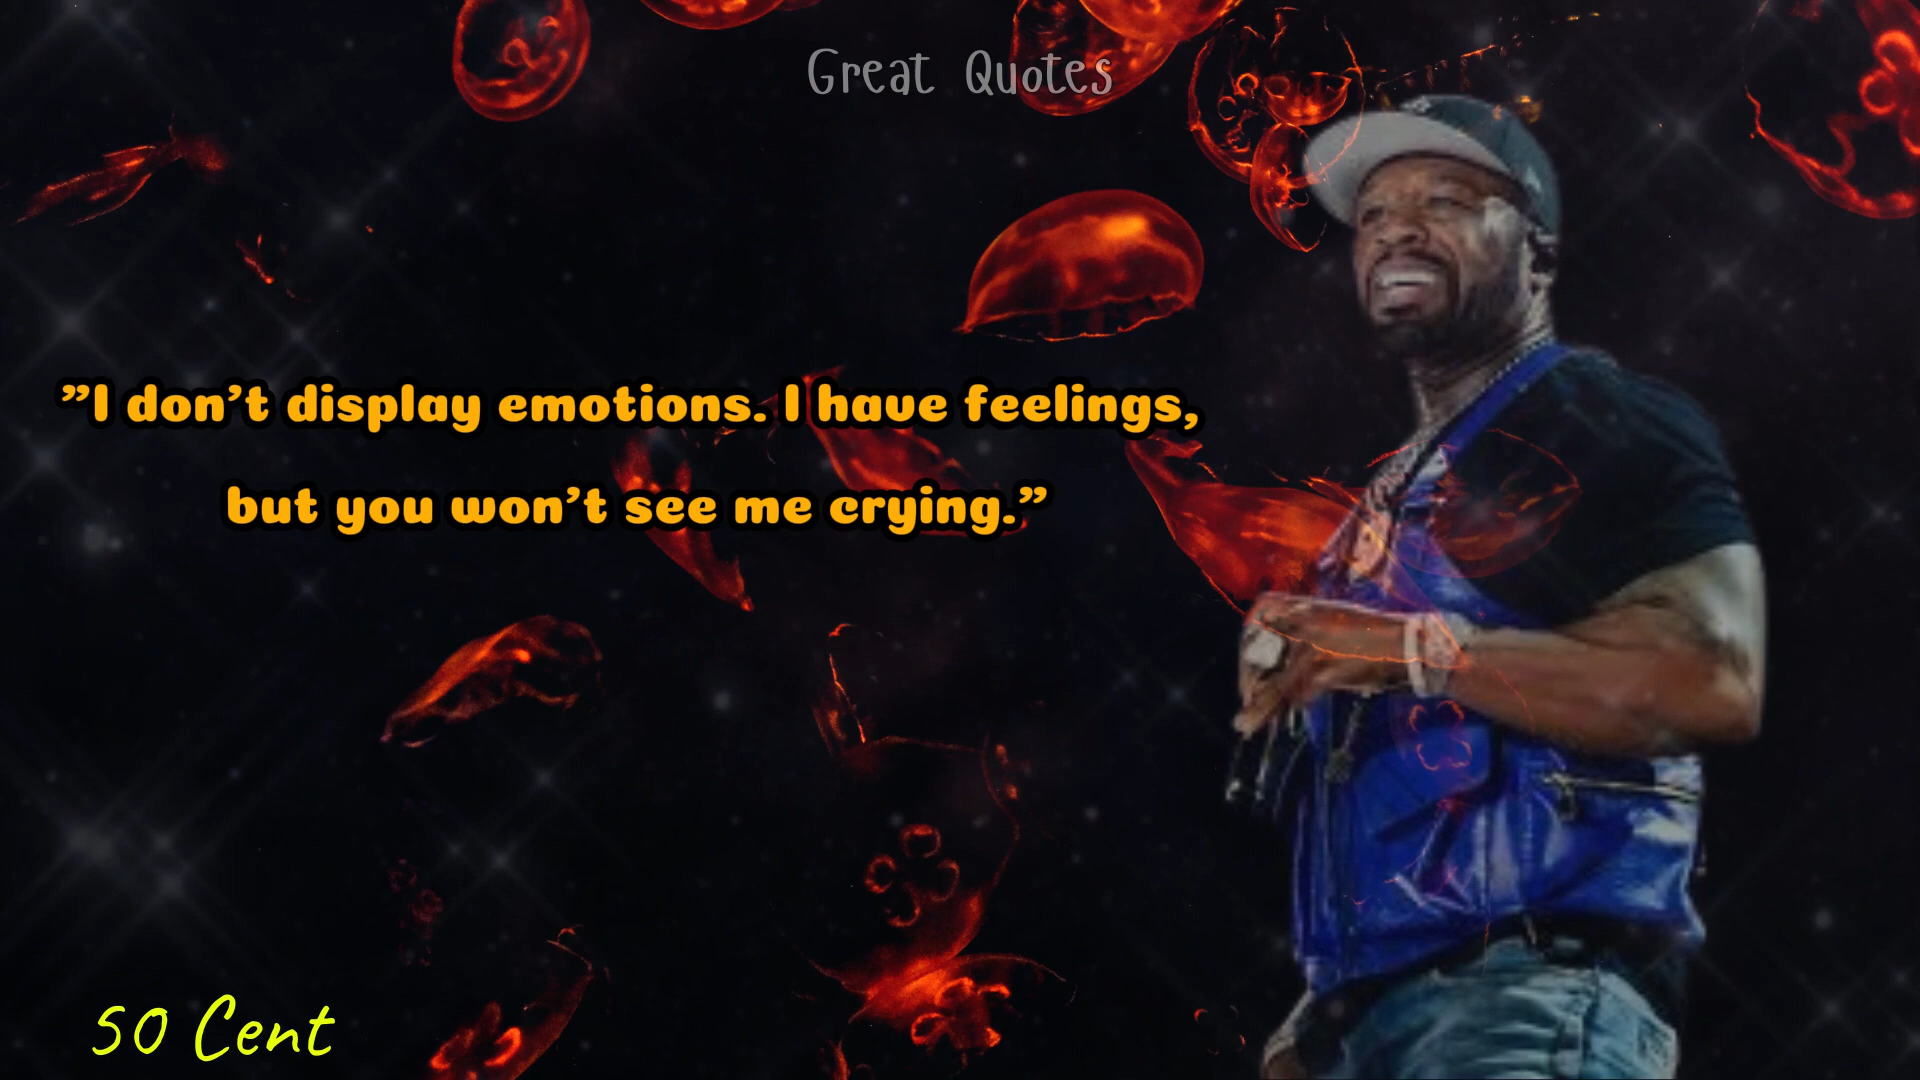 Great Quotes
”I don’t display emotions. I have feelings,
but you won’t see me crying.”
50 Cent